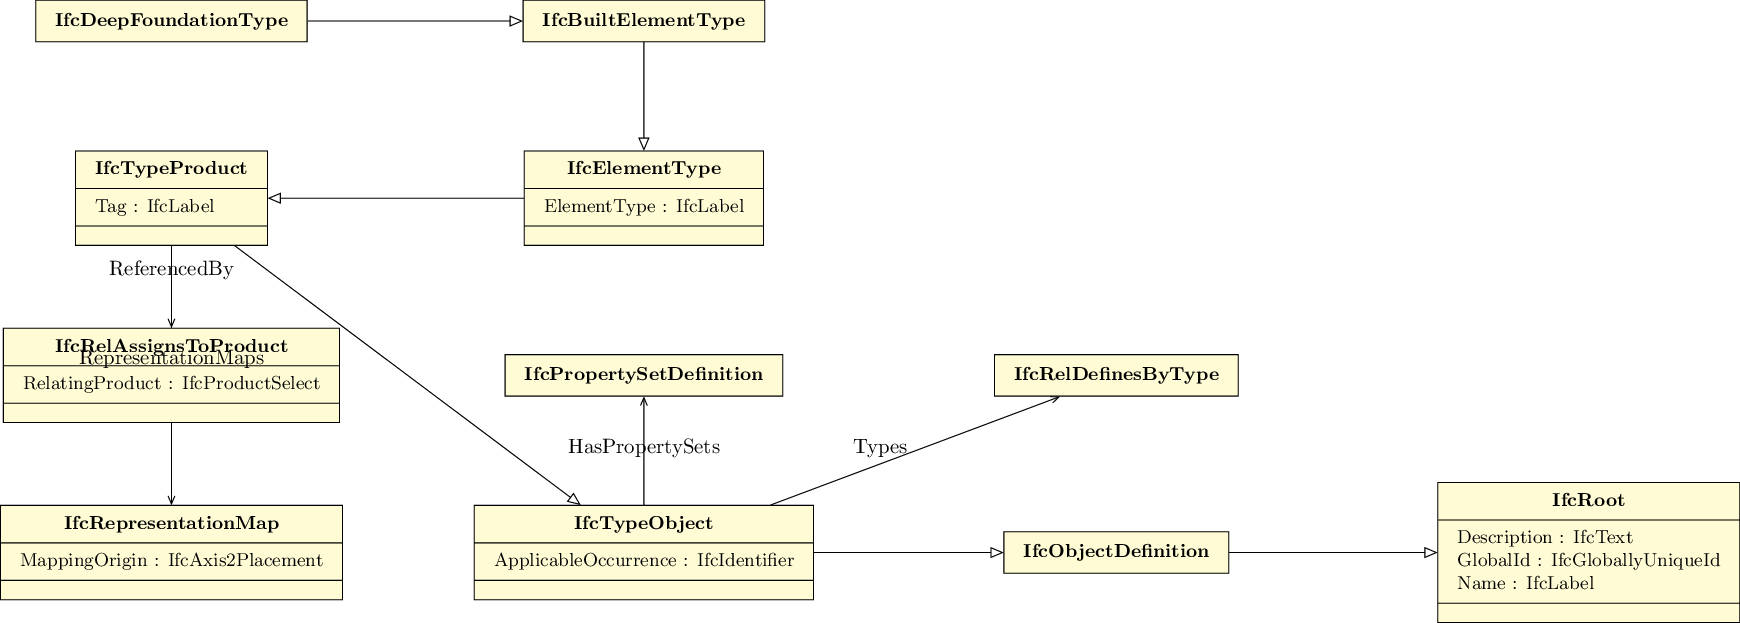 IfcDeepFoundationType
IfcBuiltElementType
IfcTypeProduct
Tag : IfcLabel
IfcElementType
ElementType : IfcLabel
ReferencedBy
IfcRelAssignsToProduct
RepresentationMaps
RelatingProduct : IfcProductSelect
IfcPropertySetDefinition
IfcRelDefinesByType
HasPropertySets
Types
IfcRepresentationMap
MappingOrigin : IfcAxis2Placement
IfcTypeObject
ApplicableOccurrence : IfcIdentifier
IfcObjectDefinition
IfcRoot
Description : IfcText
GlobalId : IfcGloballyUniqueId
Name : IfcLabel